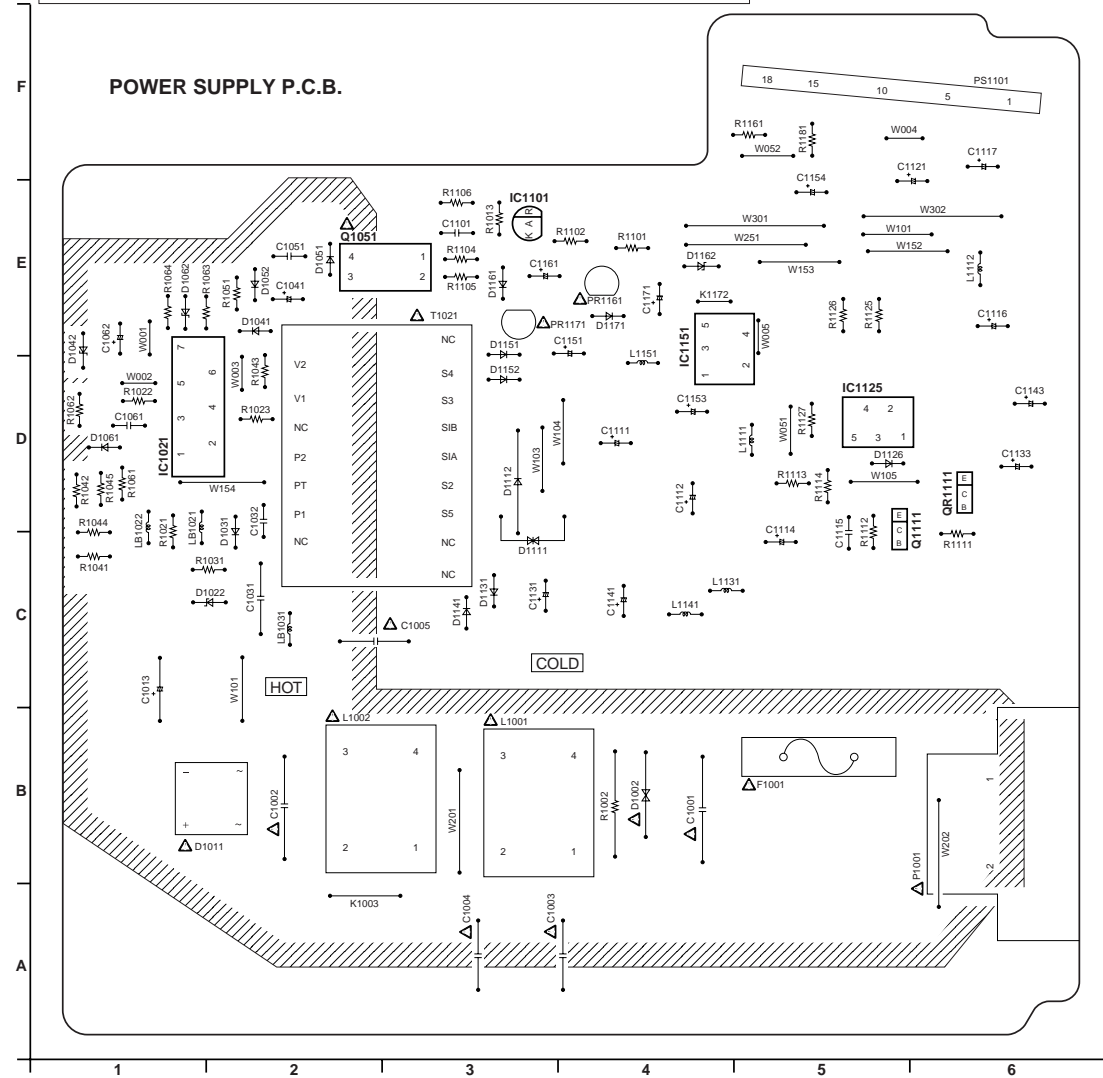 POWER SUPPLY P.C.B.
F
18 15 10 5 1
PS1101
R1161
R1181
W004
W052
C1117
C1121
C1154
R1106
IC1101
R1013
K A R
C1101
R1102
R1101
R1104
R1105
W301
W302
W251
W101
W152
W153
L1112
E
Q1051
4 1
3 2
C1051
D1051
D1052
R1051
C1041
R1064
D1062
R1063
D1041
D1161
C1161
D1162
PR1161
PR1171
D1171
C1171
K1172
IC1151
5
3 4
1 2
W005
R1126
R1125
C1116
T1021
NC
V2
S4
V1
S3
NC
SIB
P2
SIA
PT
S2
P1
S5
NC
NC
NC
D1042
C1062
W001
W002
R1022
R1062
C1061
D1061
IC1021
7
5 6
3 4
1 2
W003
R1043
R1023
W154
R1042
R1045
R1061
D
D1151
D1152
C1151
L1151
C1153
C1111
W104
W103
D1112
C1112
D1111
L1111
W051
R1127
IC1125
4 2
5 3 1
D1126
R1113
R1114
W105
C1143
C1133
QR1111
E
C
B
Q1111
E
C
B
R1111
C1114
C1115
R1112
R1044
R1041
LB1022
R1021
LB1021
D1031
C1032
R1031
D1022
C1031
LB1031
C
D1131
D1141
C1131
C1141
L1141
L1131
C1005
COLD
HOT
C1013
W101
L1002
3 4
2 1
L1001
3 4
2 1
B
− ~
+ ~
D1011
C1002
W201
R1002
D1002
C1001
F1001
P1001
W202
1
2
K1003
C1004
C1003
A
1 2 3 4 5 6